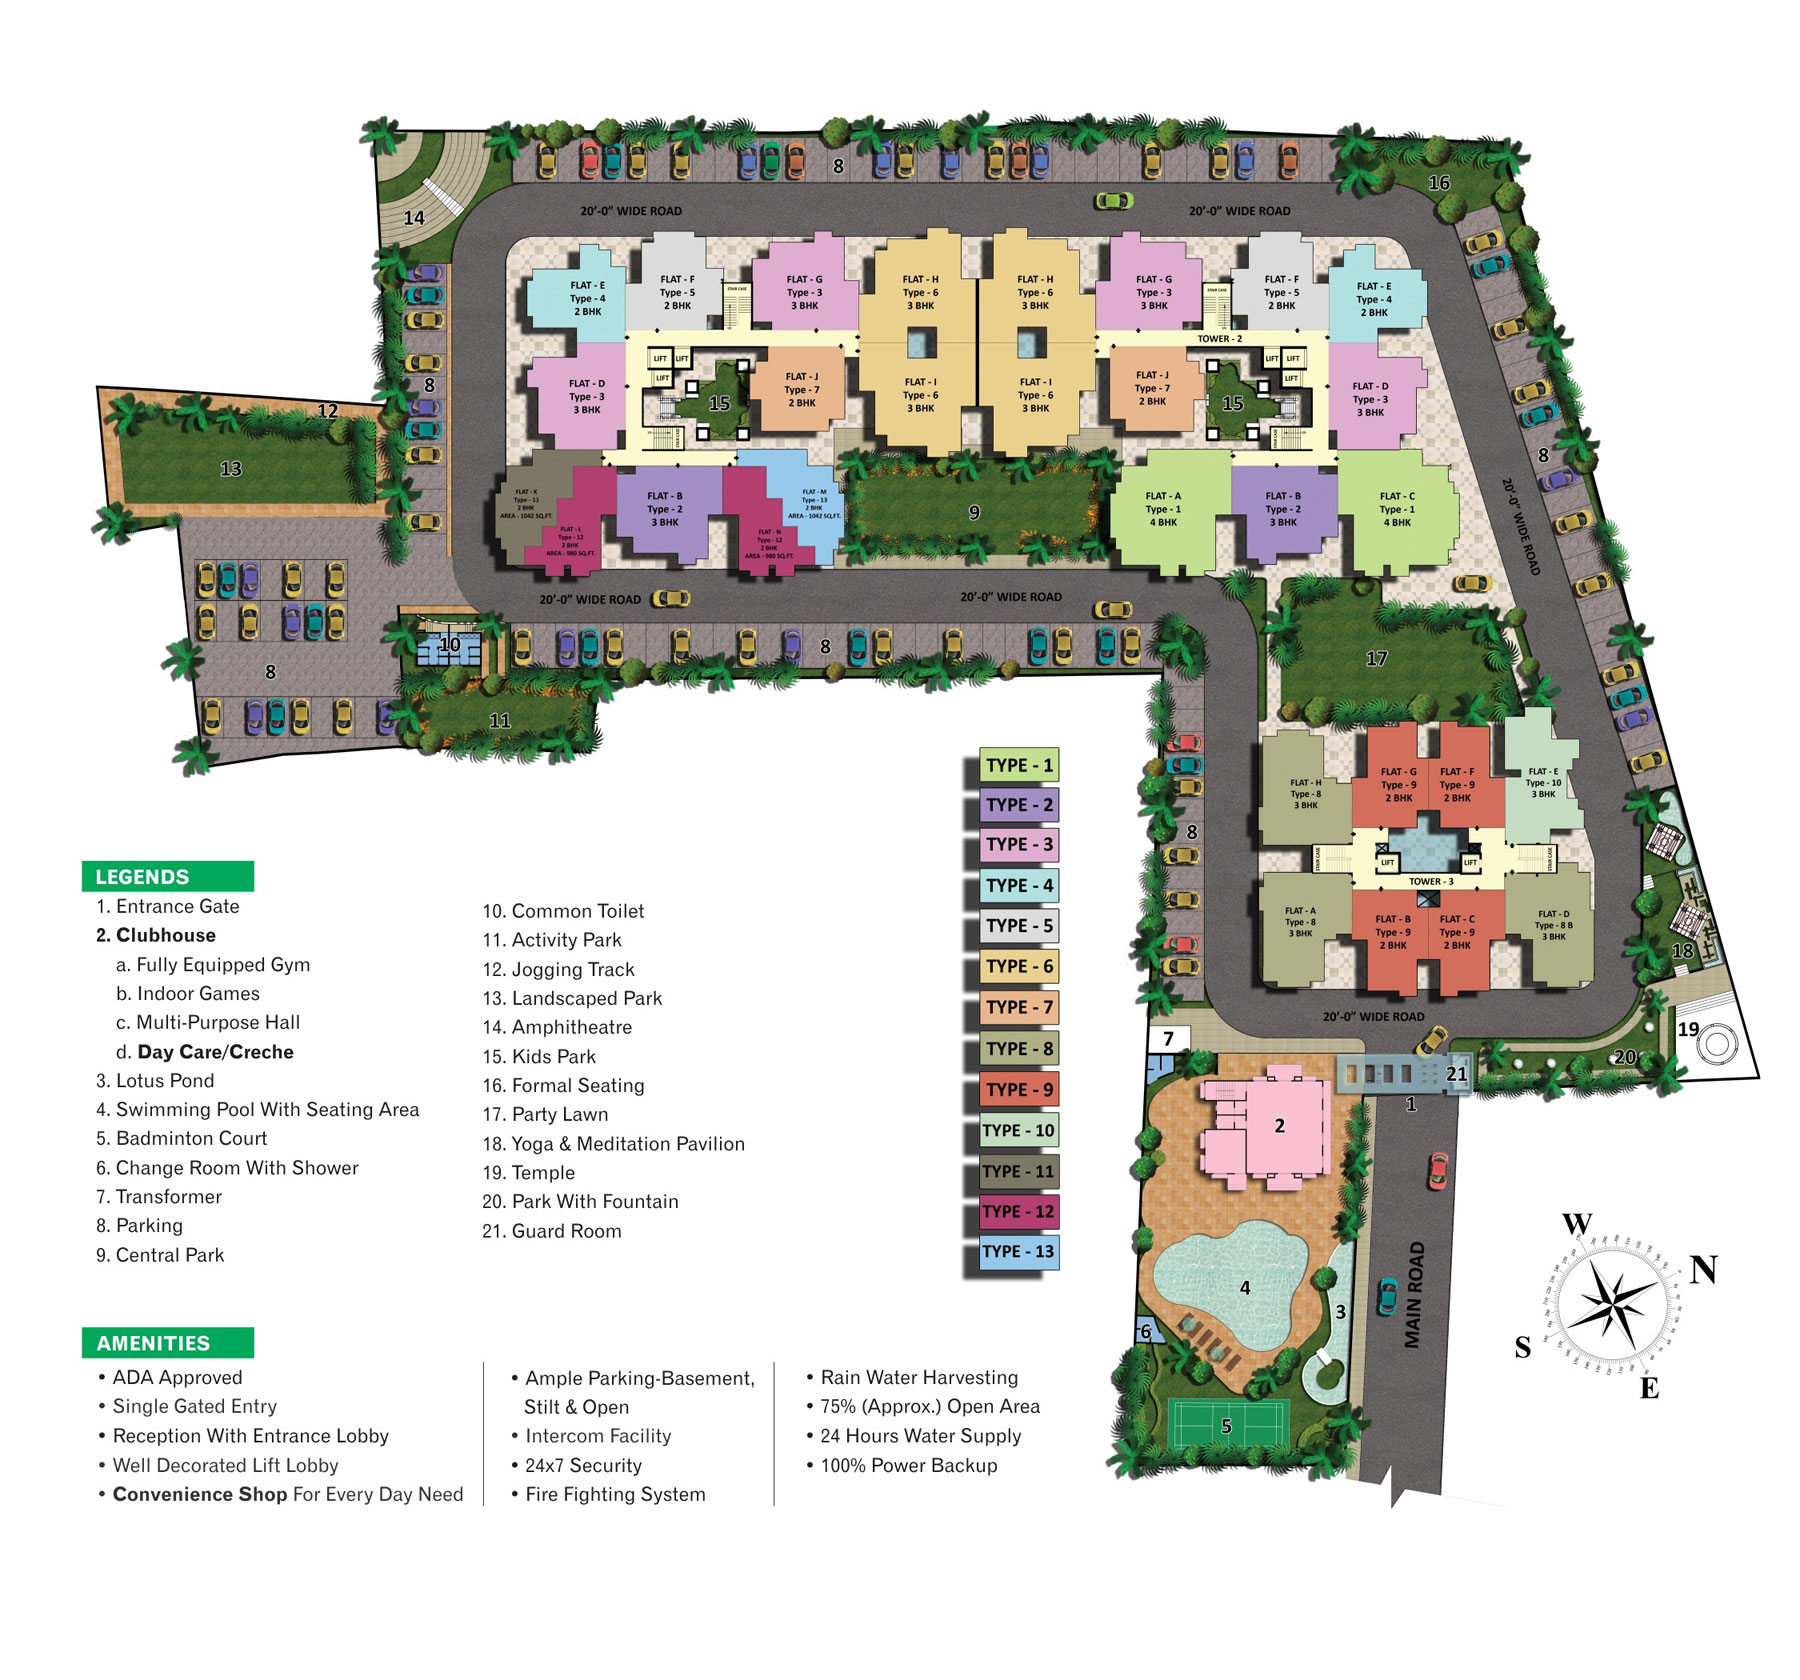 14
8
16
20'-0" WIDE ROAD
20'-0" WIDE ROAD
FLAT - E
Type - 4
2 BHK
FLAT - F
Type - 5
2 BHK
STAIR CASE
FLAT - G
Type - 3
3 BHK
FLAT - H
Type - 6
3 BHK
FLAT - H
Type - 6
3 BHK
FLAT - G
Type - 3
3 BHK
STAIR CASE
FLAT - F
Type - 5
2 BHK
FLAT - E
Type - 4
2 BHK
TOWER - 2
8
LIFT
LIFT
LIFT
FLAT - D
Type - 3
3 BHK
15
STAIR CASE
FLAT - J
Type - 7
2 BHK
FLAT - I
Type - 6
3 BHK
FLAT - I
Type - 6
3 BHK
FLAT - J
Type - 7
2 BHK
15
LIFT
LIFT
LIFT
STAIR CASE
FLAT - D
Type - 3
3 BHK
12
13
8
FLAT - K
Type - 11
2 BHK
AREA - 1042 SQ.FT.
FLAT - L
Type - 12
2 BHK
AREA - 980 SQ.FT.
FLAT - B
Type - 2
3 BHK
FLAT - N
Type - 12
2 BHK
AREA - 980 SQ.FT.
FLAT - M
Type - 13
2 BHK
AREA - 1042 SQ.FT.
9
FLAT - A
Type - 1
4 BHK
FLAT - B
Type - 2
3 BHK
FLAT - C
Type - 1
4 BHK
20'-0" WIDE ROAD
20'-0" WIDE ROAD
20'-0" WIDE ROAD
10
8
8
11
17
FLAT - H
Type - 8
3 BHK
FLAT - G
Type - 9
2 BHK
FLAT - F
Type - 9
2 BHK
FLAT - E
Type - 10
3 BHK
8
STAIR CASE
LIFT
LIFT
STAIR CASE
TOWER - 3
FLAT - A
Type - 8
3 BHK
FLAT - B
Type - 9
2 BHK
FLAT - C
Type - 9
2 BHK
FLAT - D
Type - 8 B
3 BHK
18
20'-0" WIDE ROAD
19
7
20
21
1
2
4
3
6
5
MAIN ROAD
W
N
S
E
TYPE - 1
TYPE - 2
TYPE - 3
TYPE - 4
TYPE - 5
TYPE - 6
TYPE - 7
TYPE - 8
TYPE - 9
TYPE - 10
TYPE - 11
TYPE - 12
TYPE - 13
LEGENDS
1. Entrance Gate
2. Clubhouse
a. Fully Equipped Gym
b. Indoor Games
c. Multi-Purpose Hall
d. Day Care/Creche
3. Lotus Pond
4. Swimming Pool With Seating Area
5. Badminton Court
6. Change Room With Shower
7. Transformer
8. Parking
9. Central Park
10. Common Toilet
11. Activity Park
12. Jogging Track
13. Landscaped Park
14. Amphitheatre
15. Kids Park
16. Formal Seating
17. Party Lawn
18. Yoga & Meditation Pavilion
19. Temple
20. Park With Fountain
21. Guard Room
AMENITIES
• ADA Approved
• Single Gated Entry
• Reception With Entrance Lobby
• Well Decorated Lift Lobby
• Convenience Shop For Every Day Need
• Ample Parking-Basement,
Stilt & Open
• Intercom Facility
• 24x7 Security
• Fire Fighting System
• Rain Water Harvesting
• 75% (Approx.) Open Area
• 24 Hours Water Supply
• 100% Power Backup